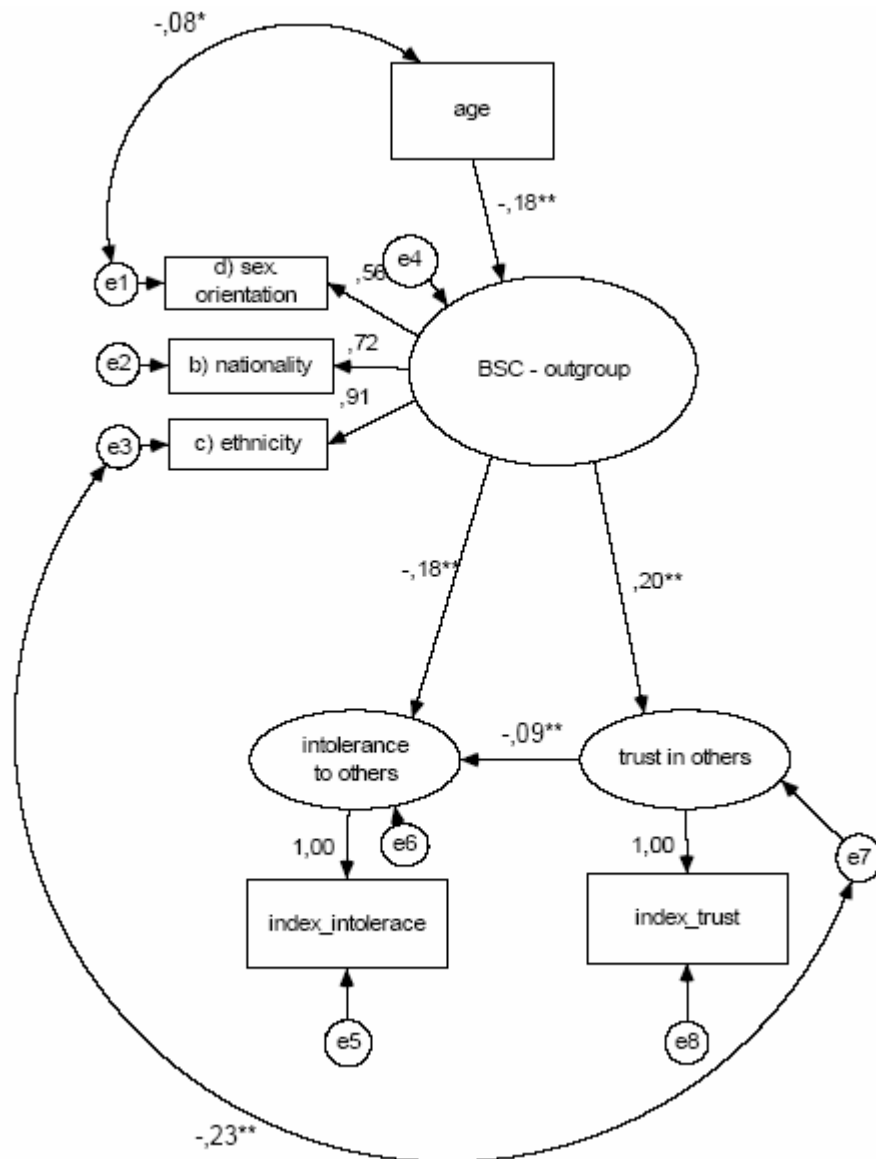 -,08*
age
-,18**
e4
e1
d) sex.
orientation
,56
e2
b) nationality
,72
BSC - outgroup
,91
e3
c) ethnicity
-,18**
,20**
intolerance
to others
-,09**
trust in others
1,00
e6
1,00
e7
index_intolerace
index_trust
e5
e8
-,23**